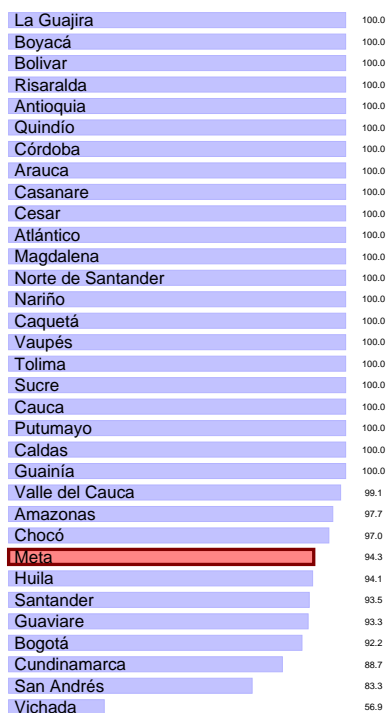 La Guajira 100.0
Boyacá 100.0
Bolivar 100.0
Risaralda 100.0
Antioquia 100.0
Quindío 100.0
Córdoba 100.0
Arauca 100.0
Casanare 100.0
Cesar 100.0
Atlántico 100.0
Magdalena 100.0
Norte de Santander 100.0
Nariño 100.0
Caquetá 100.0
Vaupés 100.0
Tolima 100.0
Sucre 100.0
Cauca 100.0
Putumayo 100.0
Caldas 100.0
Guainía 100.0
Valle del Cauca 99.1
Amazonas 97.7
Chocó 97.0
Meta 94.3
Huila 94.1
Santander 93.5
Guaviare 93.3
Bogotá 92.2
Cundinamarca 88.7
San Andrés 83.3
Vichada 56.9